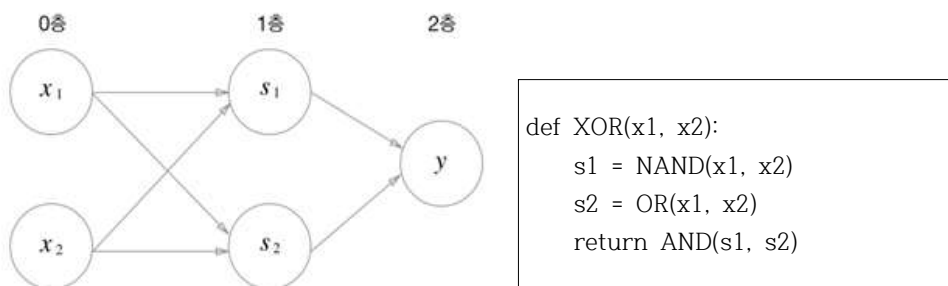 0층 1층 2층
x1 s1
y
x2 s2
def XOR(x1, x2):
s1 = NAND(x1, x2)
s2 = OR(x1, x2)
return AND(s1, s2)